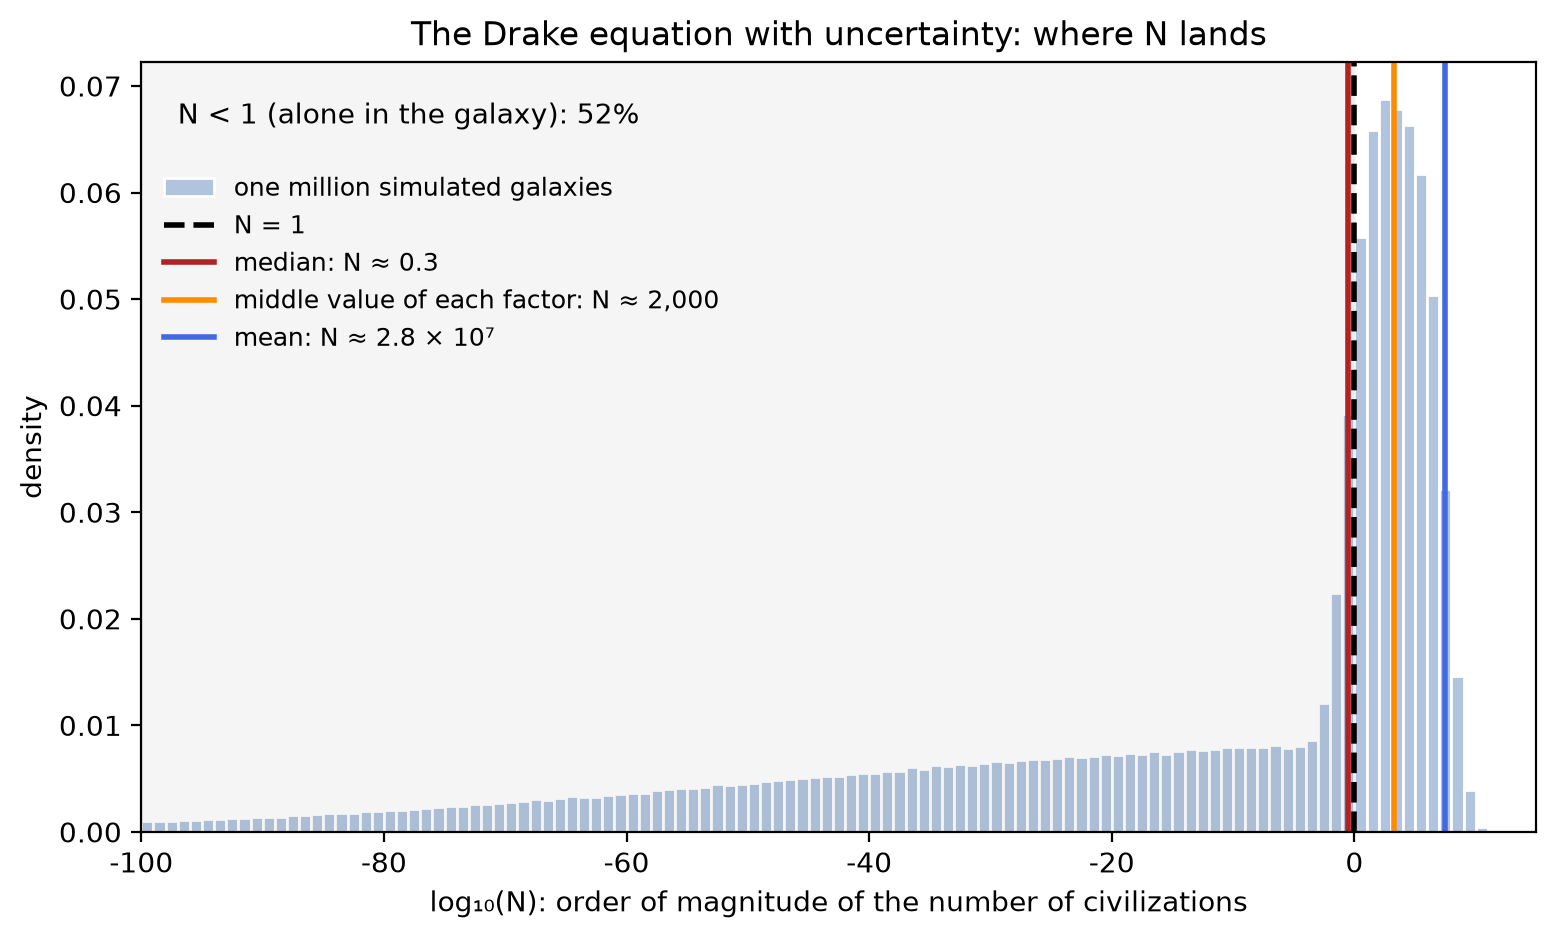 The Drake equation with uncertainty: where N lands
N < 1 (alone in the galaxy): 52%
one million simulated galaxies
N = 1
median: N ≈ 0.3
middle value of each factor: N ≈ 2,000
mean: N ≈ 2.8 × 10⁷
density
0.07
0.06
0.05
0.04
0.03
0.02
0.01
0.00
-100 -80 -60 -40 -20 0
log₁₀(N): order of magnitude of the number of civilizations